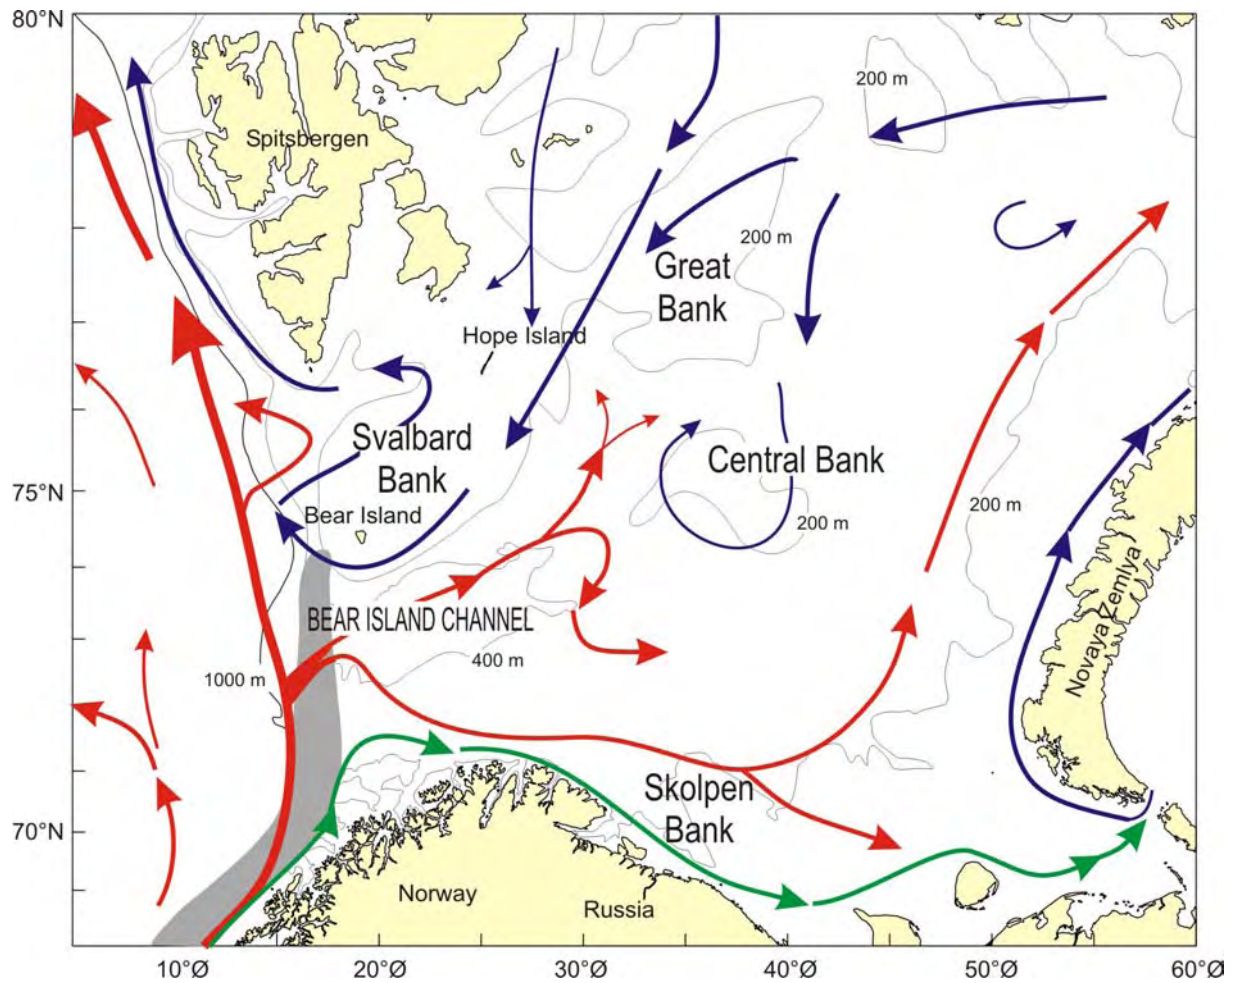 80°N
200 m
Spitsbergen
200 m
Great
Bank
Hope Island
Svalbard
Bank
Central Bank
75°N
Bear Island
200 m
200 m
BEAR ISLAND CHANNEL
Novaya Zemlya
400 m
1000 m
Skolpen
Bank
70°N
Norway
Russia
10°Ø
20°Ø
30°Ø
40°Ø
50°Ø
60°Ø